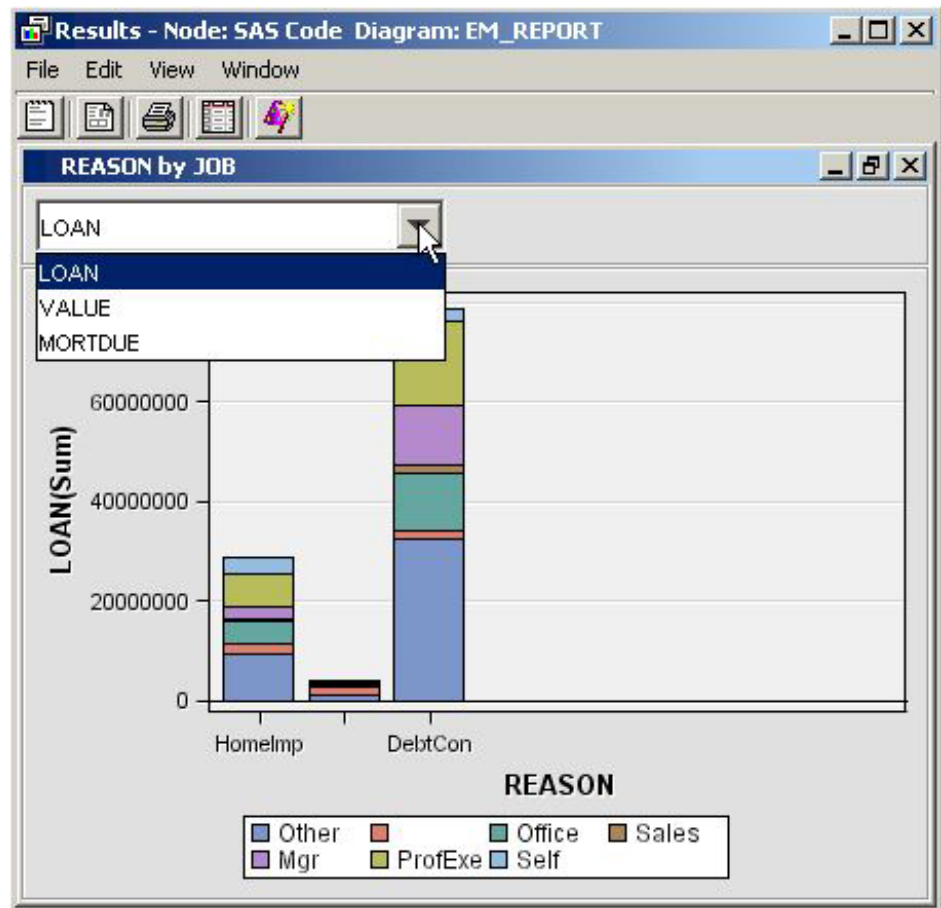 Results - Node: SAS Code Diagram: EM_REPORT
File Edit View Window
REASON by JOB
LOAN
LOAN
VALUE
MORTDUE
60000000
40000000
20000000
0
LOAN(Sum)
HomeImp DebtCon
REASON
Other Office Sales
Mgr ProfExe Self